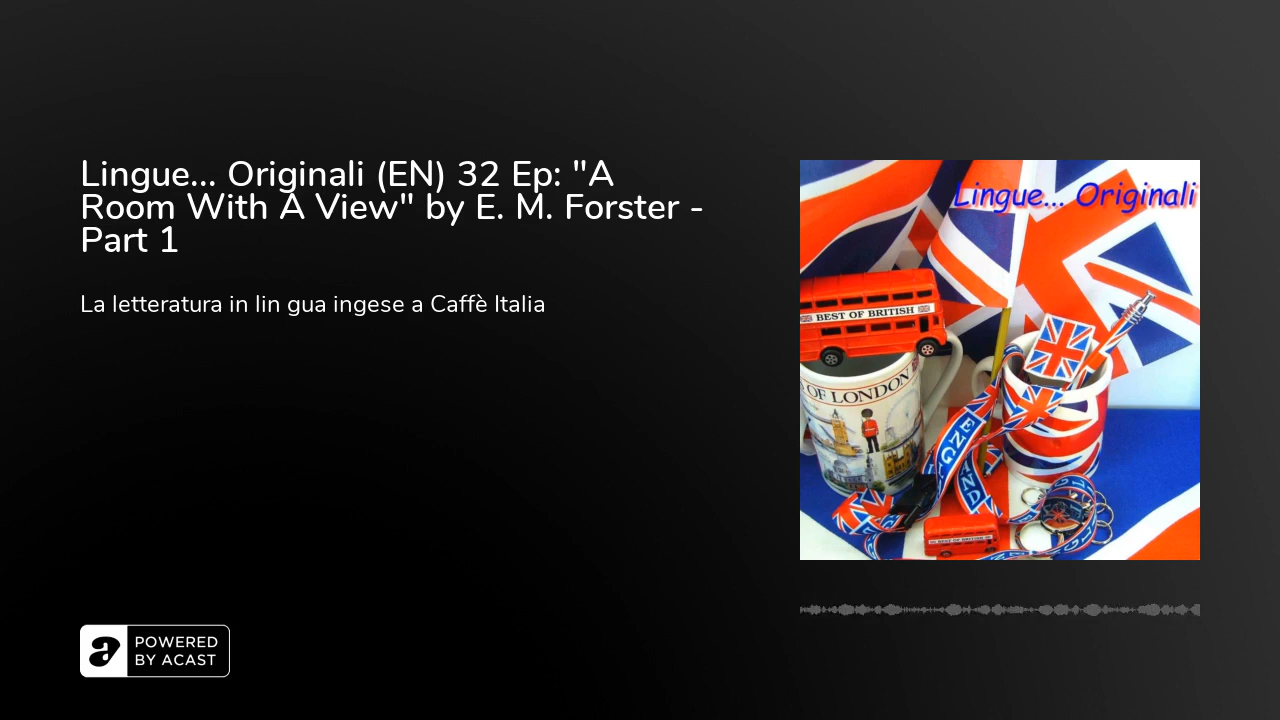 Lingue... Originali (EN) 32 Ep: "A
Room With A View" by E. M. Forster -
Part 1
La letteratura in lin gua ingese a Caffè Italia
Lingue... Originali
BEST OF BRITISH
OF LONDON
ENGLAND
POWERED
BY ACAST